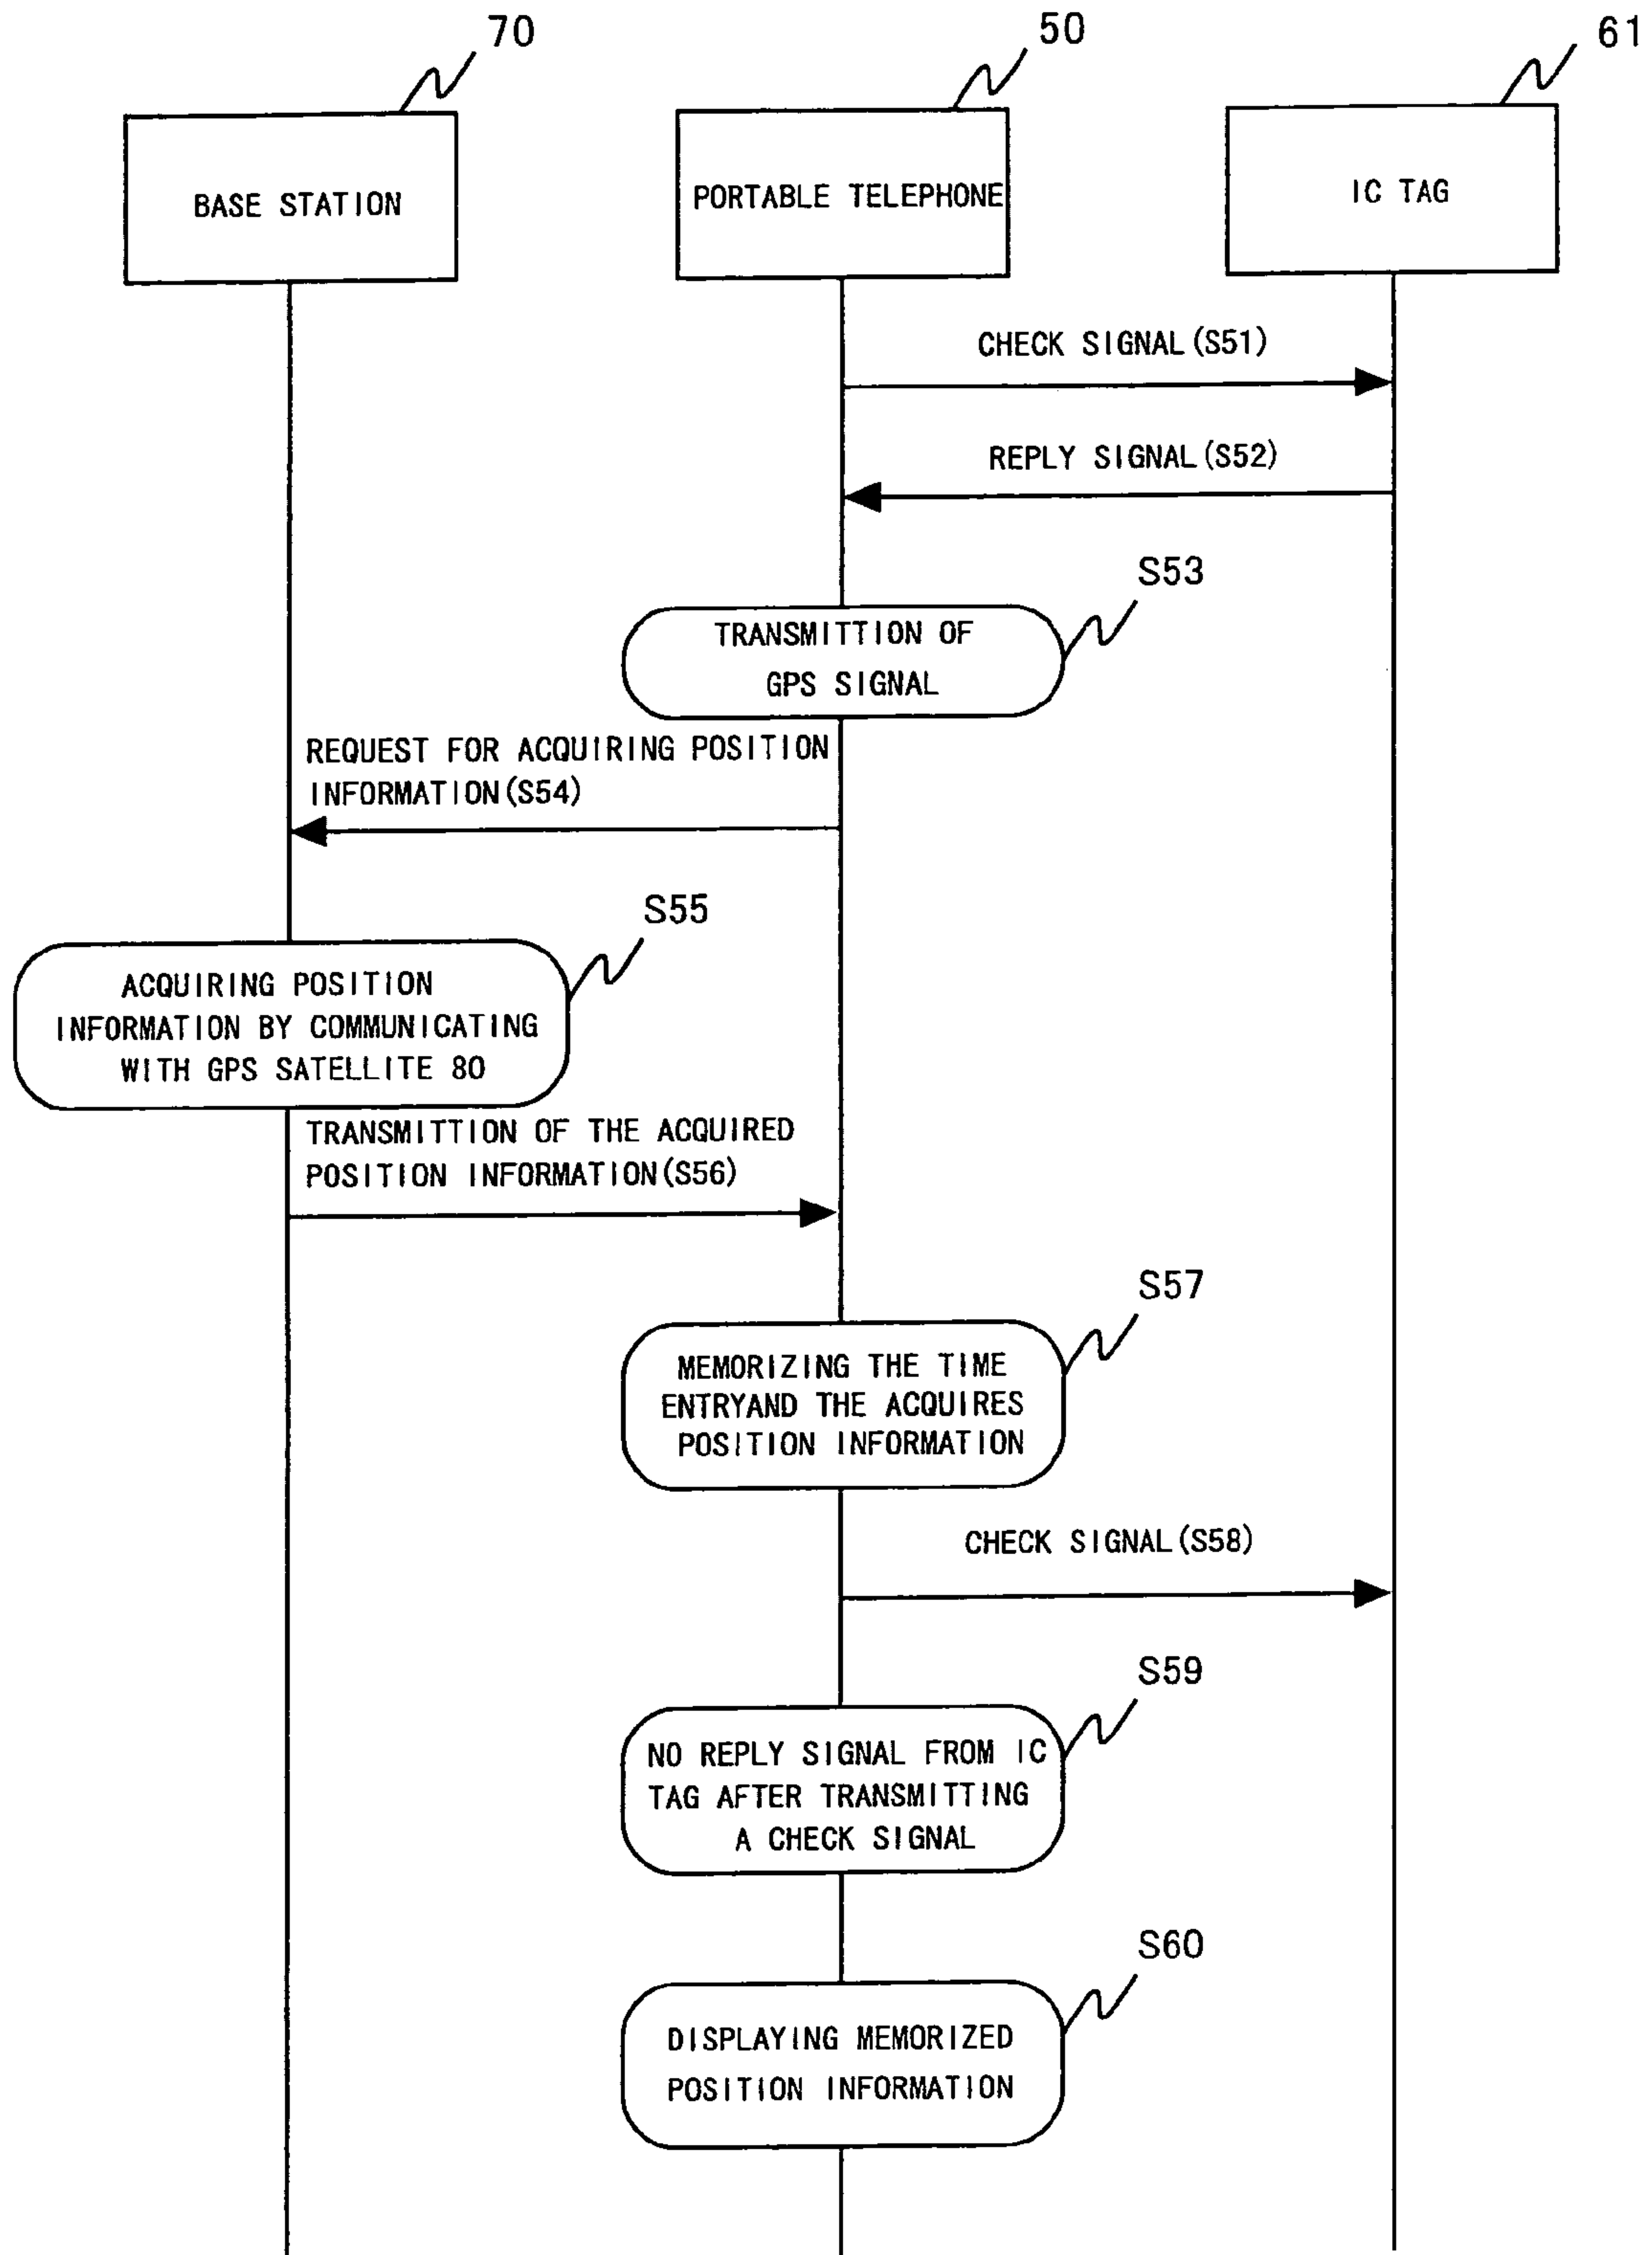 70
50
61
BASE STATION
PORTABLE TELEPHONE
IC TAG
CHECK SIGNAL(S51)
REPLY SIGNAL(S52)
S53
TRANSMITTION OF
GPS SIGNAL
REQUEST FOR ACQUIRING POSITION
INFORMATION(S54)
S55
ACQUIRING POSITION
INFORMATION BY COMMUNICATING
WITH GPS SATELLITE 80
TRANSMITTION OF THE ACQUIRED
POSITION INFORMATION(S56)
S57
MEMORIZING THE TIME
ENTRYAND THE ACQUIRES
POSITION INFORMATION
CHECK SIGNAL(S58)
S59
NO REPLY SIGNAL FROM IC
TAG AFTER TRANSMITTING
A CHECK SIGNAL
S60
DISPLAYING MEMORIZED
POSITION INFORMATION